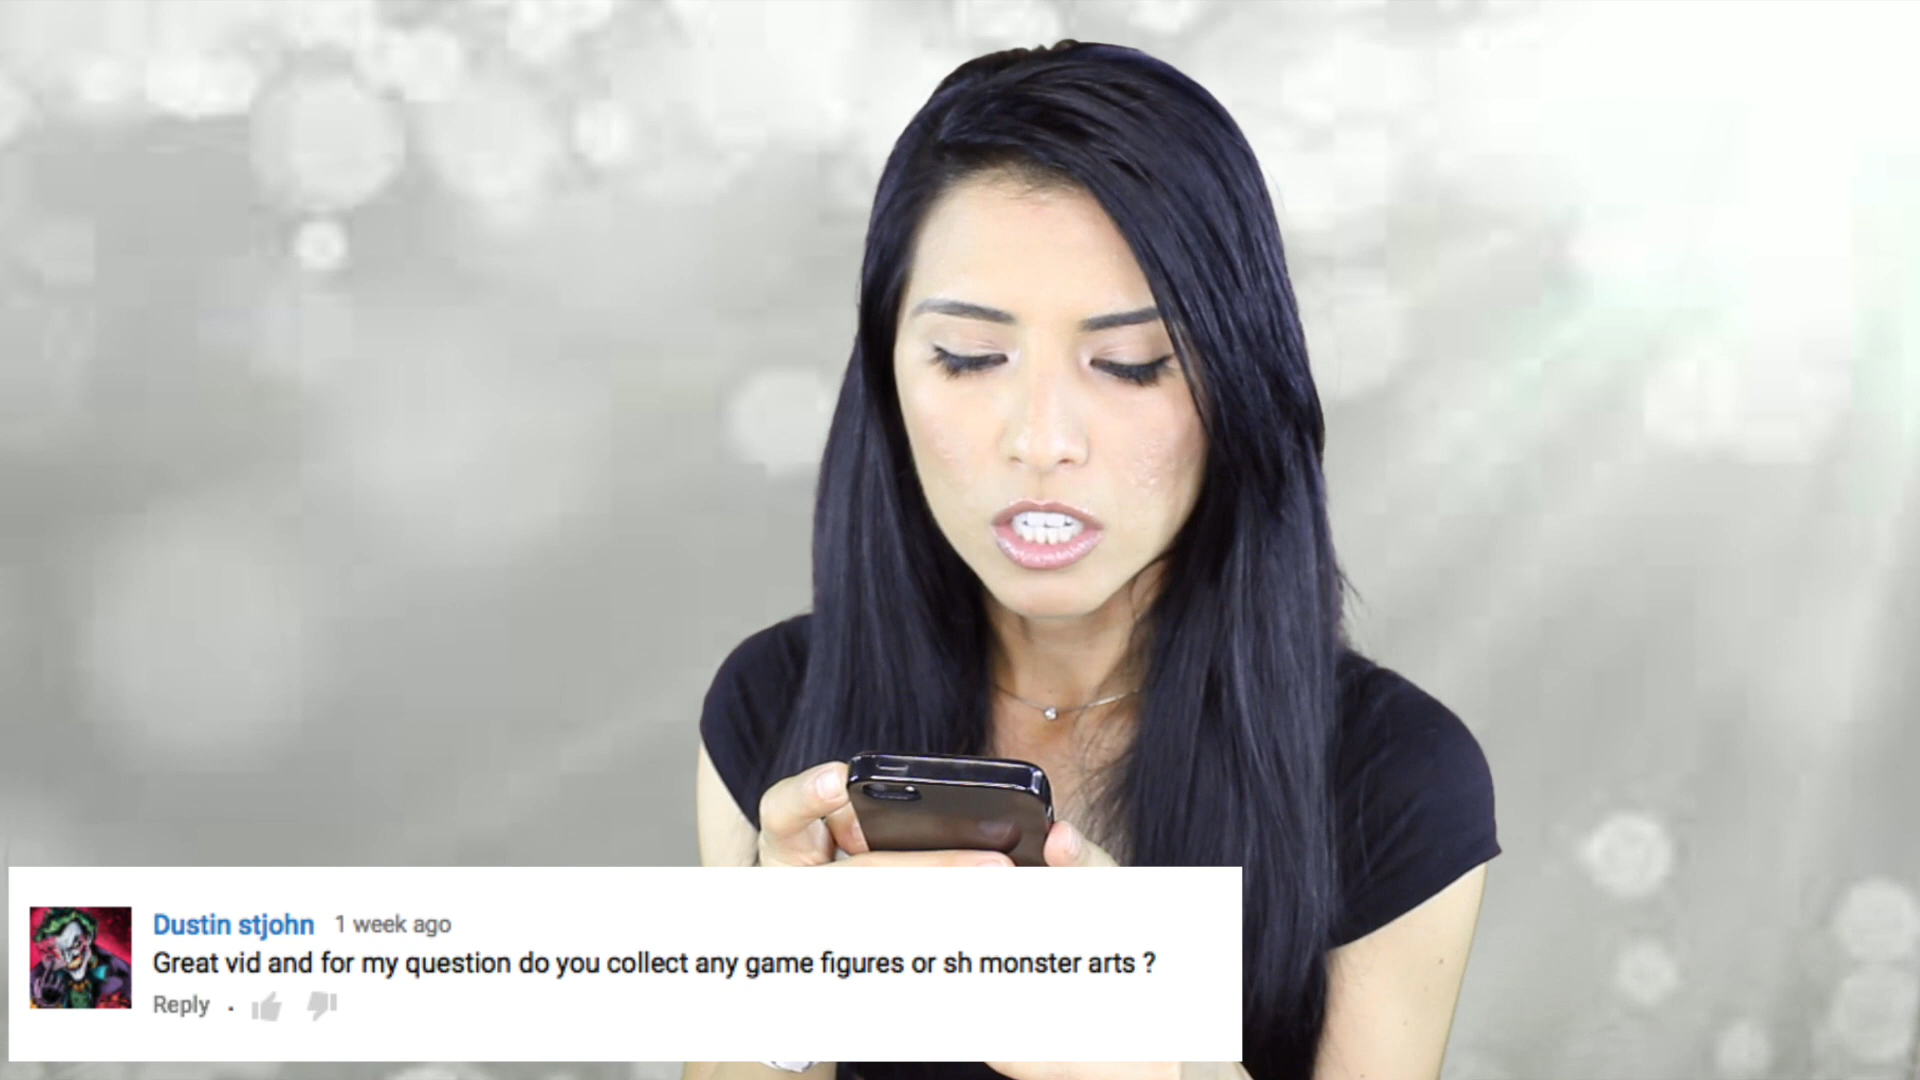 Dustin stjohn 1 week ago
Great vid and for my question do you collect any game figures or sh monster arts ?
Reply .